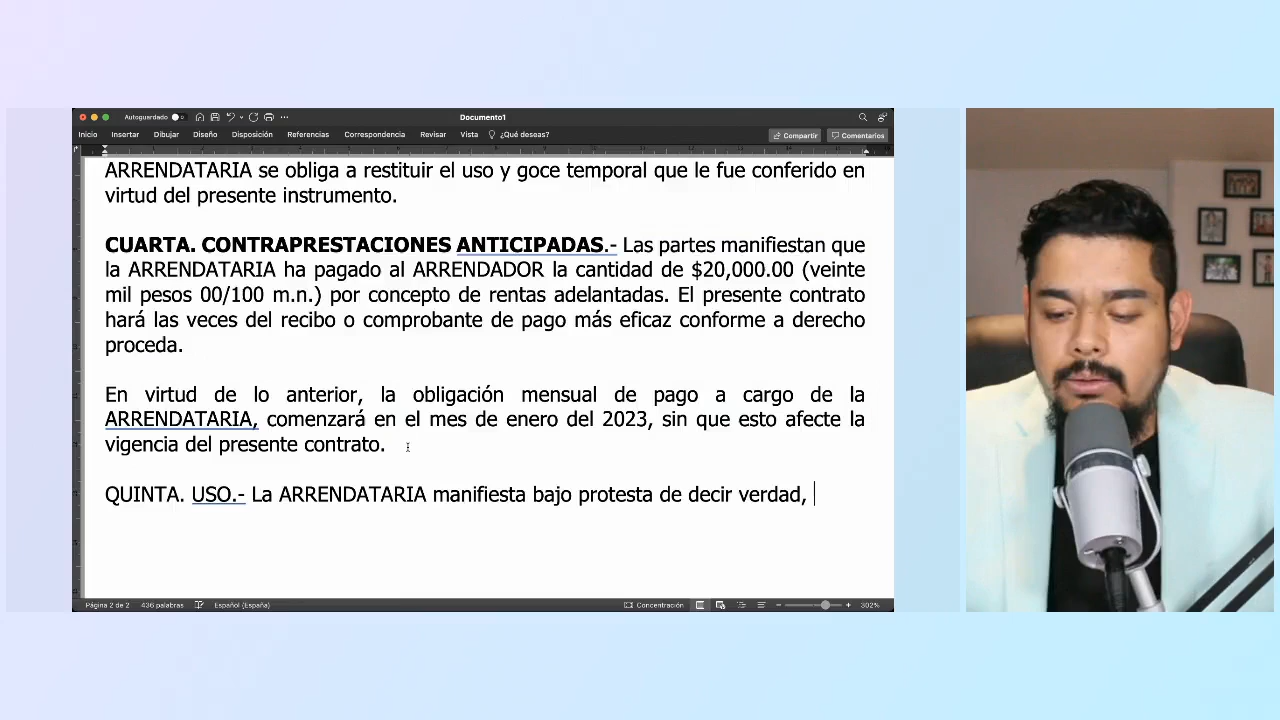 Autoguardado
Documento1
Inicio Insertar Dibujar Diseño Disposición Referencias Correspondencia Revisar Vista ¿Qué deseas? Compartir Comentarios
ARRENDATARIA se obliga a restituir el uso y goce temporal que le fue conferido en
virtud del presente instrumento.
CUARTA. CONTRAPRESTACIONES ANTICIPADAS.- Las partes manifiestan que
la ARRENDATARIA ha pagado al ARRENDADOR la cantidad de $20,000.00 (veinte
mil pesos 00/100 m.n.) por concepto de rentas adelantadas. El presente contrato
hará las veces del recibo o comprobante de pago más eficaz conforme a derecho
proceda.
En virtud de lo anterior, la obligación mensual de pago a cargo de la
ARRENDATARIA, comenzará en el mes de enero del 2023, sin que esto afecte la
vigencia del presente contrato.
QUINTA. USO.- La ARRENDATARIA manifiesta bajo protesta de decir verdad,
Página 2 de 2 436 palabras Español (España) Concentración 302%